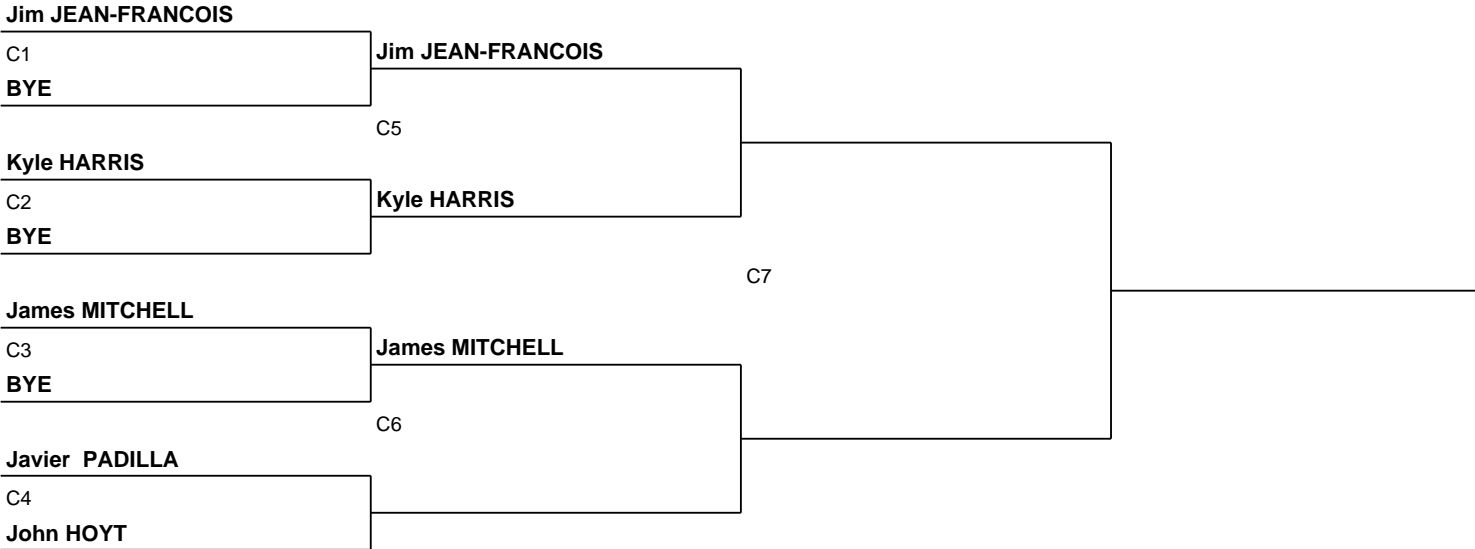 Jim JEAN-FRANCOIS
C1
BYE
Jim JEAN-FRANCOIS
C5
Kyle HARRIS
C2
BYE
Kyle HARRIS
C7
James MITCHELL
C3
BYE
James MITCHELL
C6
Javier  PADILLA
C4
John HOYT